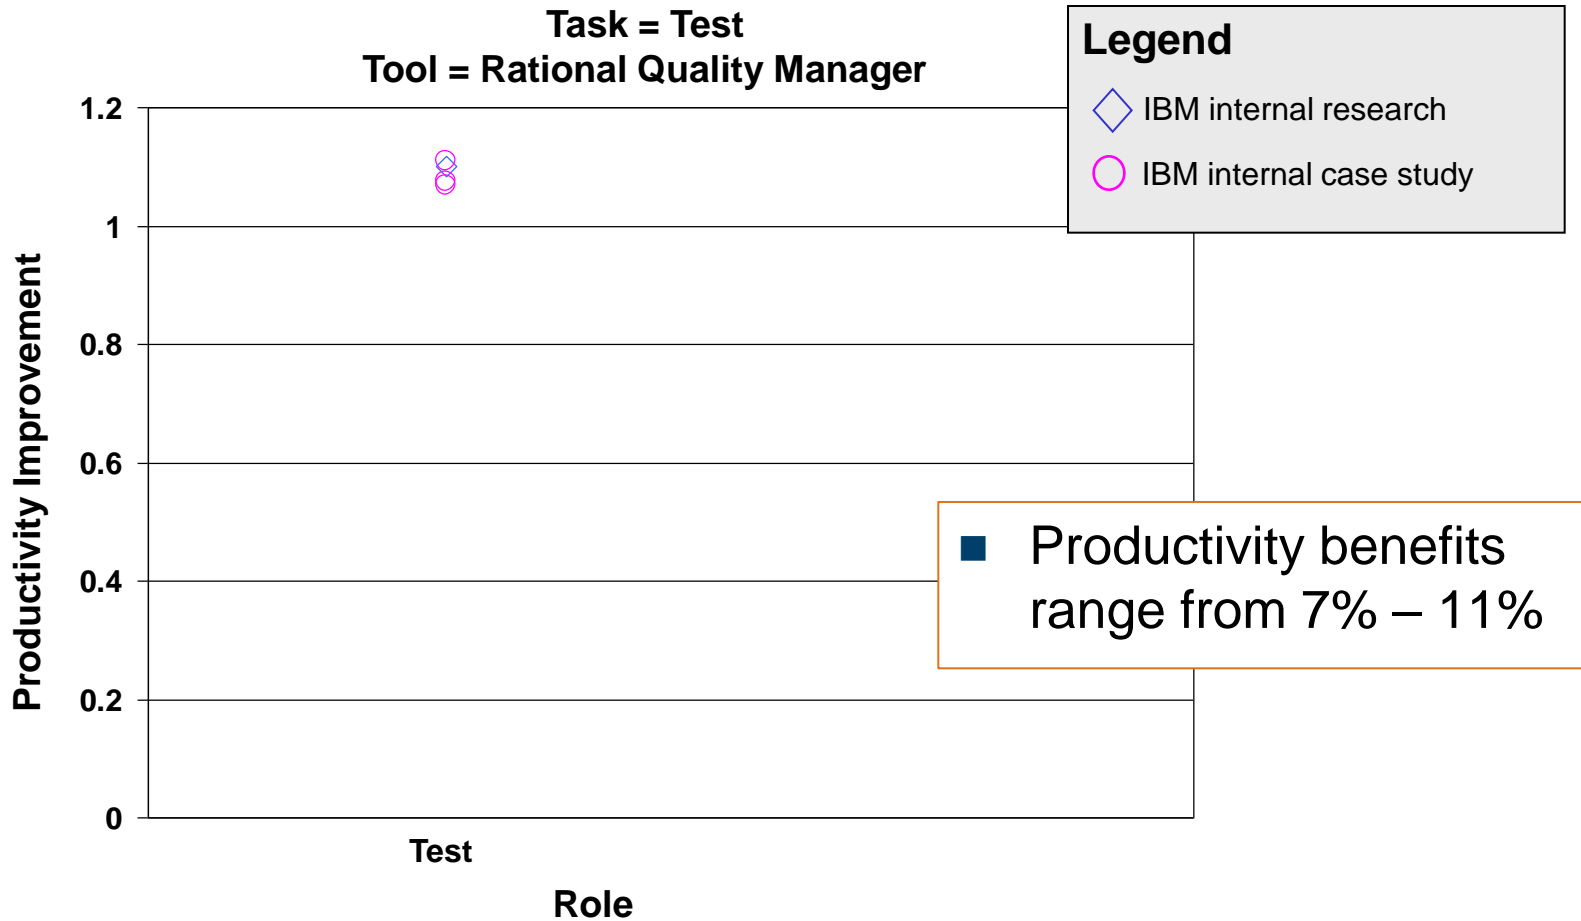 Task = Test
Tool = Rational Quality Manager
Legend
IBM internal research
IBM internal case study
1.2
1
0.8
0.6
0.4
0.2
0
Productivity Improvement
■ Productivity benefits
range from 7% – 11%
Test
Role